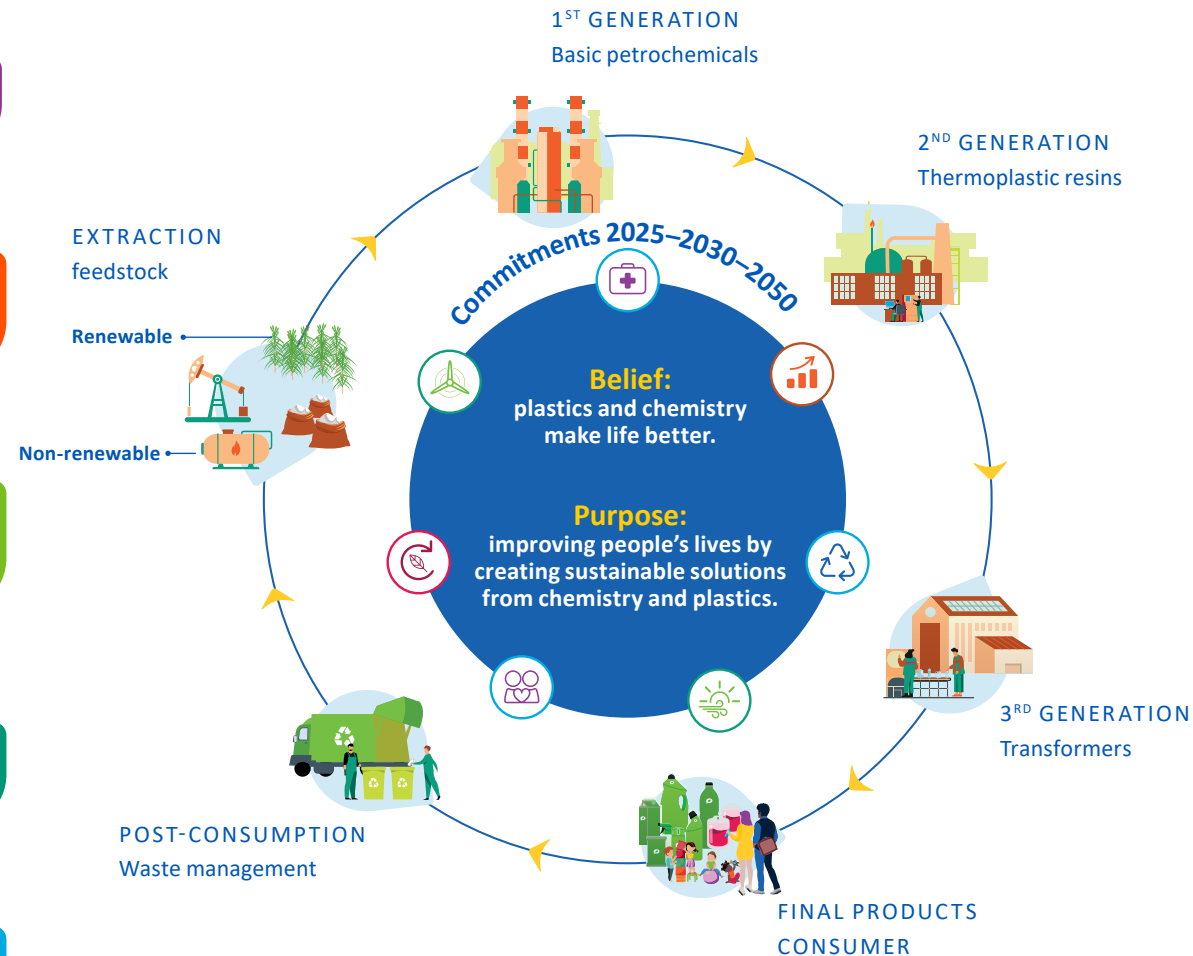 1ST GENERATION
Basic petrochemicals
2ND GENERATION
Thermoplastic resins
EXTRACTION
feedstock
Renewable
Non-renewable
Commitments 2025–2030–2050
Belief:
plastics and chemistry
make life better.
Purpose:
improving people’s lives by
creating sustainable solutions
from chemistry and plastics.
3RD GENERATION
Transformers
POST-CONSUMPTION
Waste management
FINAL PRODUCTS
CONSUMER